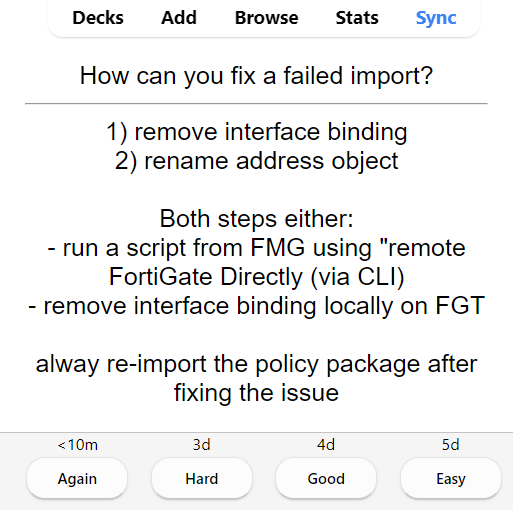 Decks Add Browse Stats Sync
How can you fix a failed import?
1) remove interface binding
2) rename address object
Both steps either:
- run a script from FMG using "remote
FortiGate Directly (via CLI)
- remove interface binding locally on FGT
alway re-import the policy package after
fixing the issue
<10m 3d 4d 5d
Again Hard Good Easy